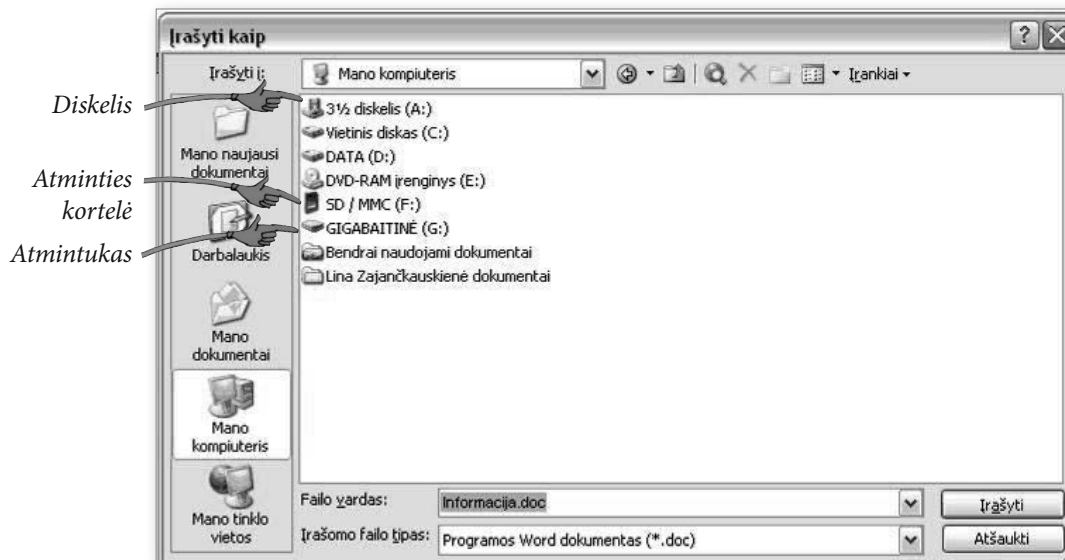 Įrašyti kaip
Įrašyti į:
Mano kompiuteris
Įrankiai
Diskelis
Atminties
kortelė
Atmintukas
Mano naujausi
dokumentai
Darbalaukis
Mano
dokumentai
Mano
kompiuteris
Mano tinklo
vietos
3½ diskelis (A:)
Vietinis diskas (C:)
DATA (D:)
DVD-RAM įrenginys (E:)
SD / MMC (F:)
GIGABAITINĖ (G:)
Bendrai naudojami dokumentai
Lina Zajančkauskienė dokumentai
Failo vardas:
Informacija.doc
Įrašyti
Įrašomo failo tipas:
Programos Word dokumentas (*.doc)
Atšaukti